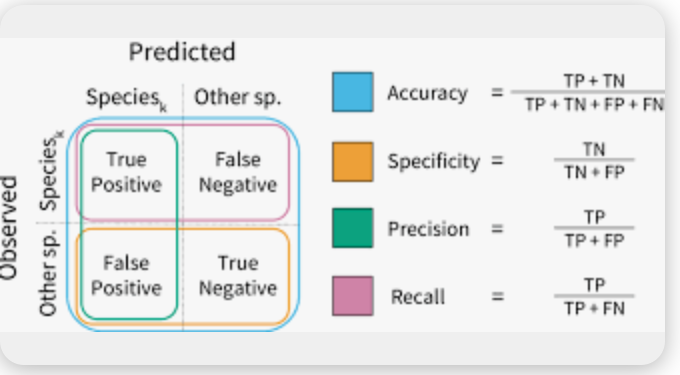 Predicted
Species_k Other sp.
Observed
Species_k
True Positive
False Negative
Other sp.
False Positive
True Negative
Accuracy = TP + TN / TP + TN + FP + FN
Specificity = TN / TN + FP
Precision = TP / TP + FP
Recall = TP / TP + FN